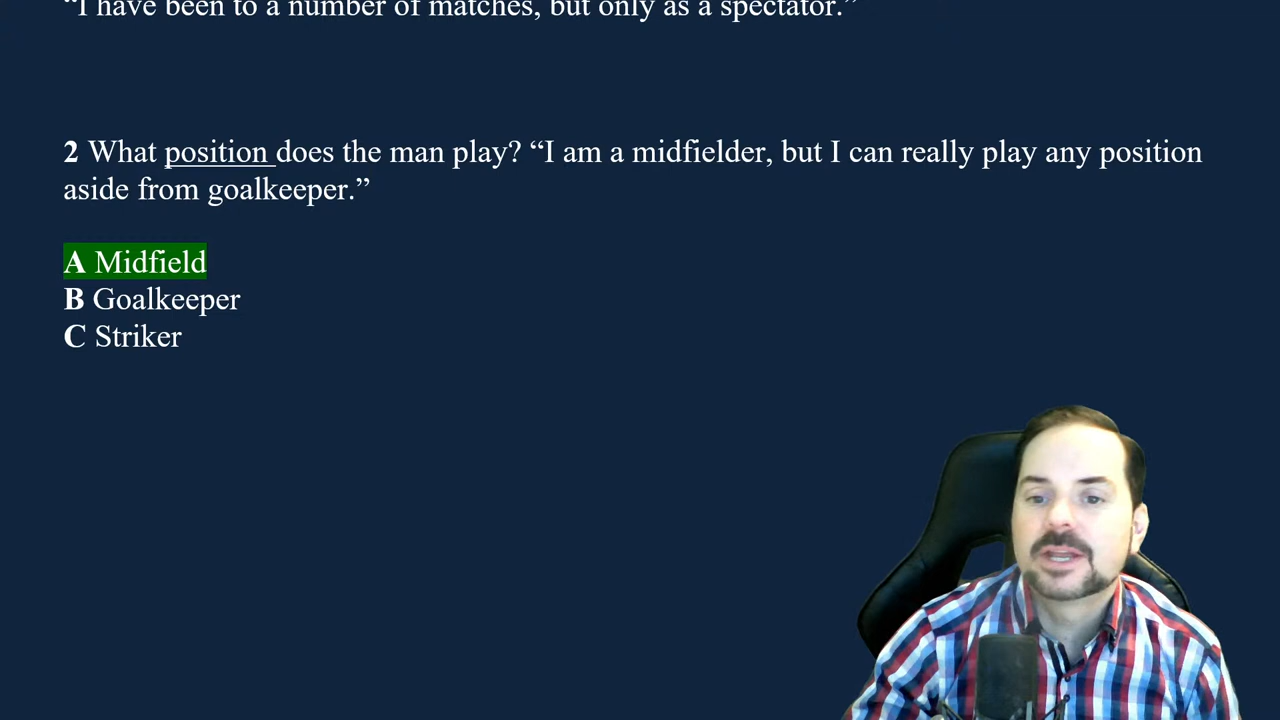 “I have been to a number of matches, but only as a spectator.”
2 What position does the man play? “I am a midfielder, but I can really play any position
aside from goalkeeper.”
A Midfield
B Goalkeeper
C Striker